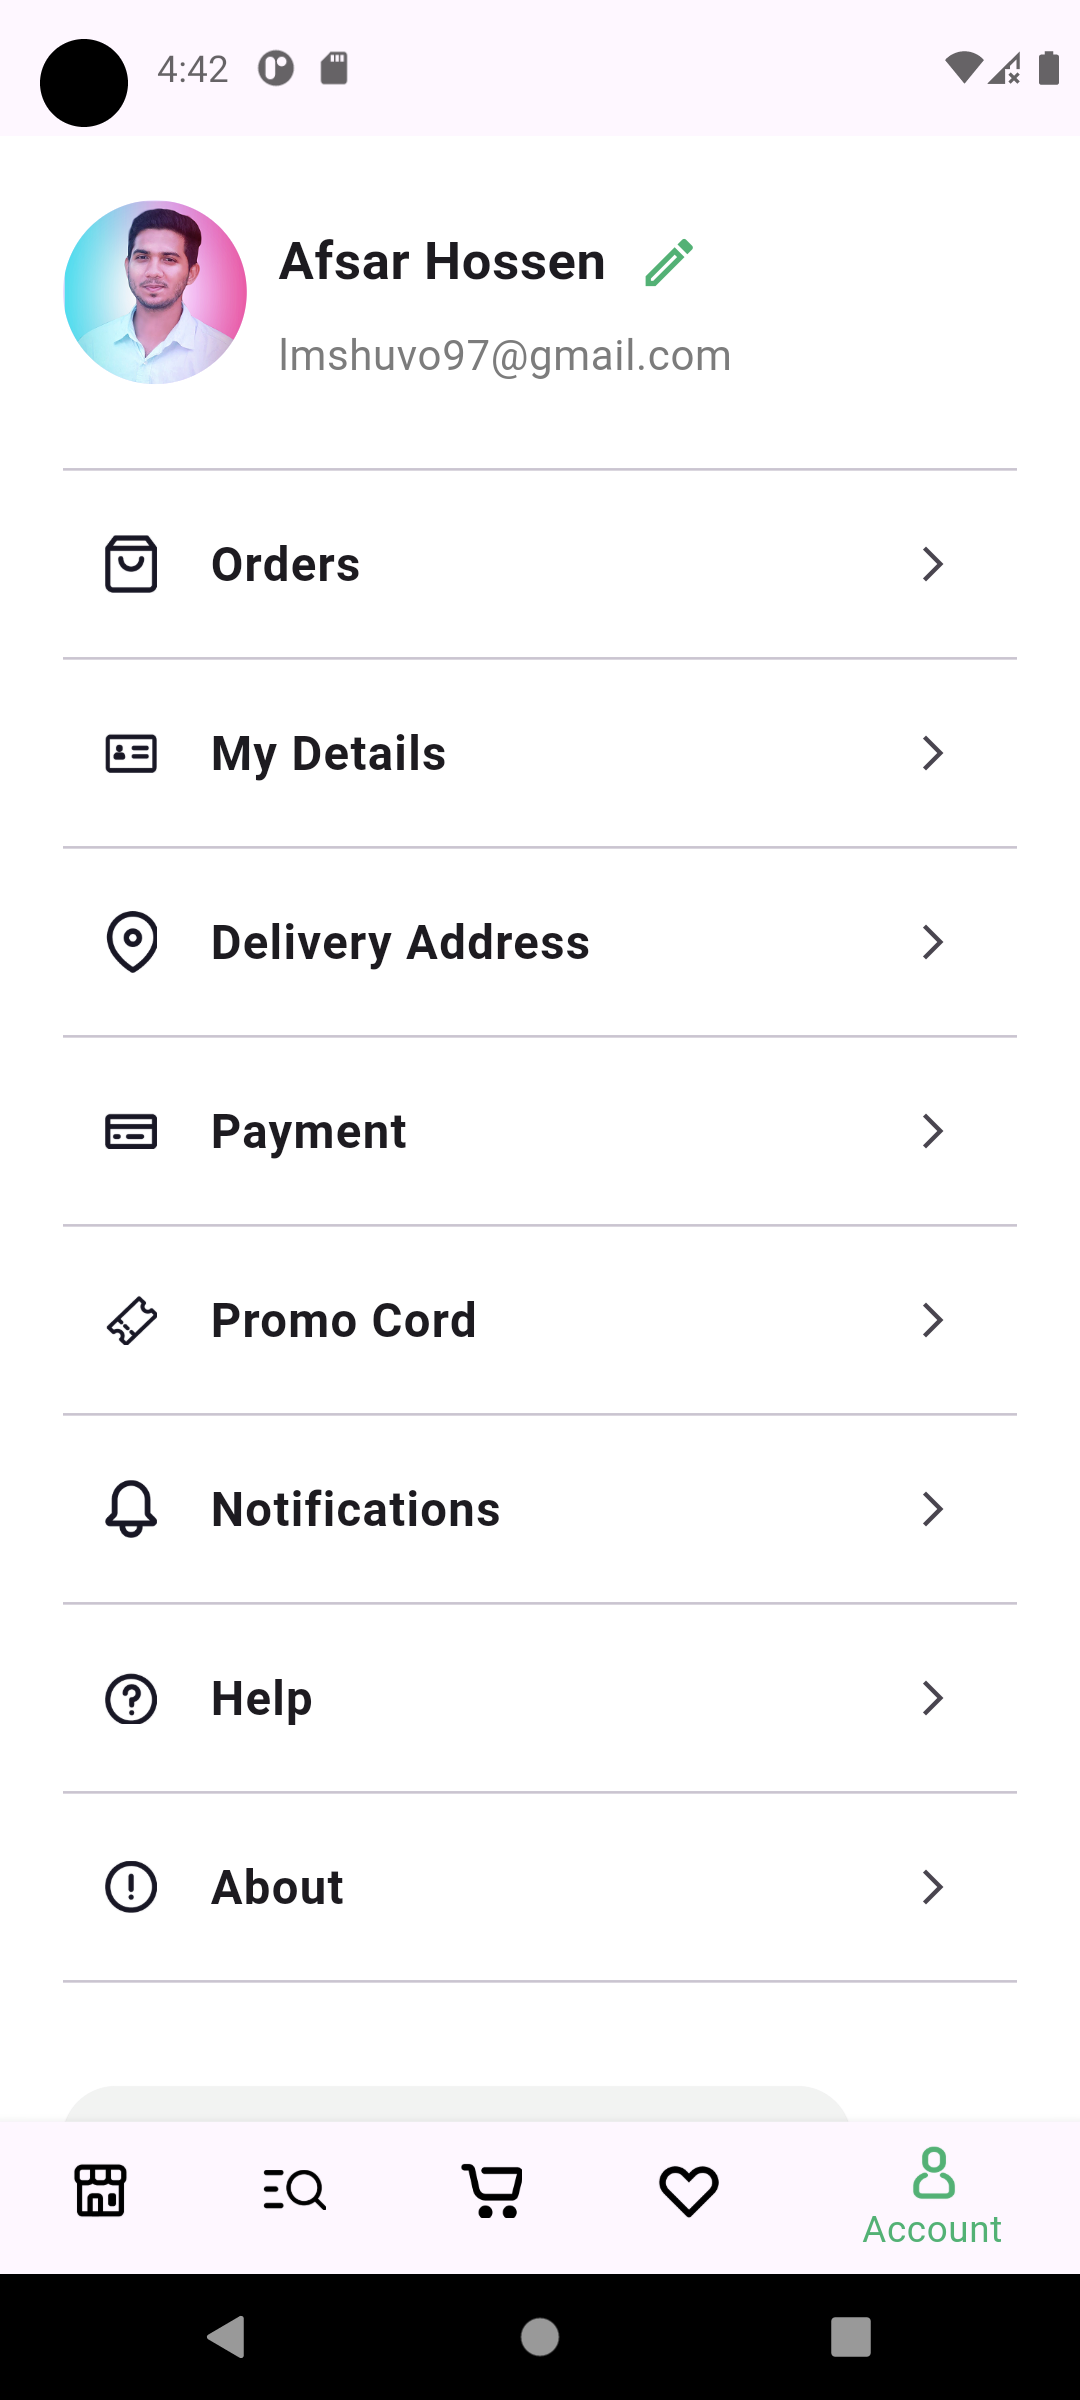 4:42
Afsar Hossen
lmshuvo97@gmail.com
Orders
My Details
Delivery Address
Payment
Promo Cord
Notifications
Help
About
Account